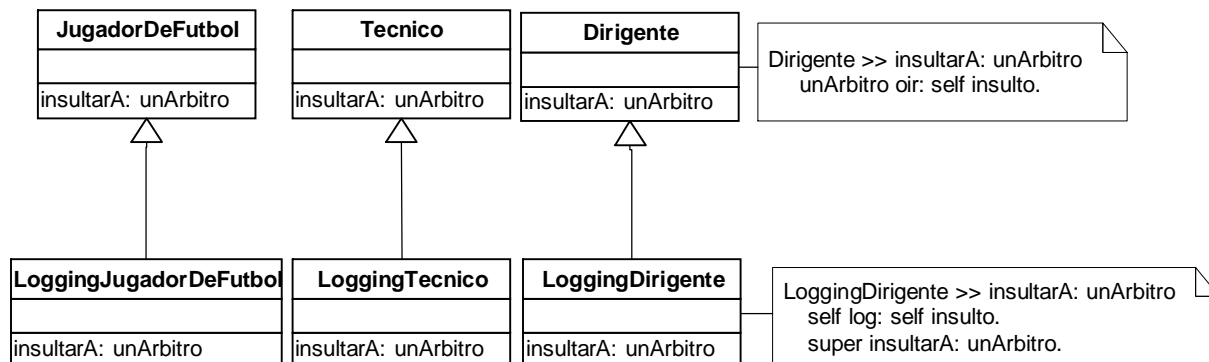 JugadorDeFutbol
insultarA: unArbitro
Tecnico
insultarA: unArbitro
Dirigente
insultarA: unArbitro
Dirigente >> insultarA: unArbitro
unArbitro oir: self insulto.
LoggingJugadorDeFutbol
insultarA: unArbitro
LoggingTecnico
insultarA: unArbitro
LoggingDirigente
insultarA: unArbitro
LoggingDirigente >> insultarA: unArbitro
self log: self insulto.
super insultarA: unArbitro.